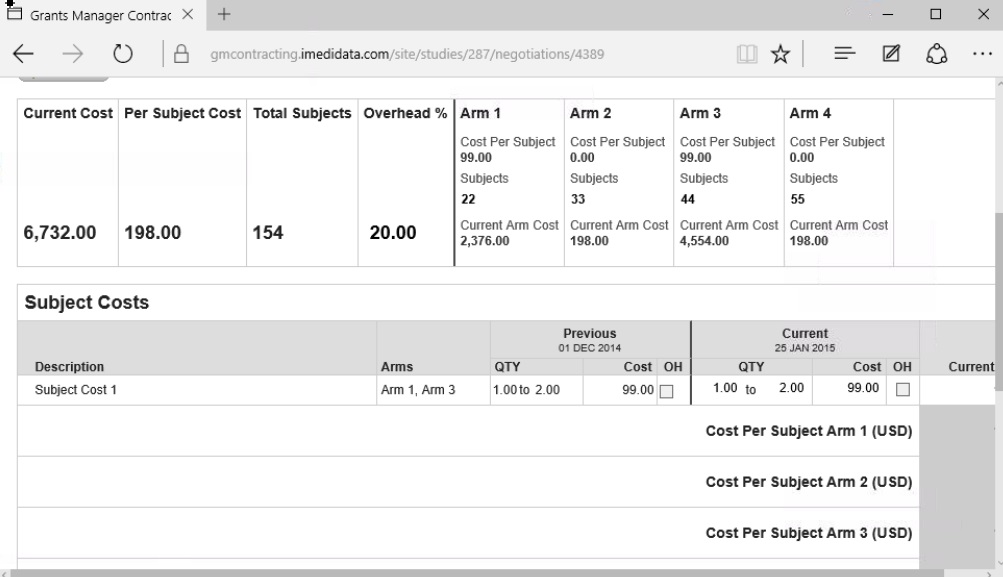 Grants Manager Contrac
gmcontracting.imedidata.com/site/studies/287/negotiations/4389
Current Cost Per Subject Cost Total Subjects Overhead % Arm 1 Arm 2 Arm 3 Arm 4
Cost Per Subject Cost Per Subject Cost Per Subject Cost Per Subject
99.00 0.00 99.00 0.00
Subjects Subjects Subjects Subjects
22 33 44 55
Current Arm Cost Current Arm Cost Current Arm Cost Current Arm Cost
6,732.00 198.00 154 20.00 2,376.00 198.00 4,554.00 198.00
Subject Costs
Previous Current
01 DEC 2014 25 JAN 2015
Description Arms QTY Cost OH QTY Cost OH Current
Subject Cost 1 Arm 1, Arm 3 1.00 to 2.00 99.00 1.00 to 2.00 99.00
Cost Per Subject Arm 1 (USD)
Cost Per Subject Arm 2 (USD)
Cost Per Subject Arm 3 (USD)